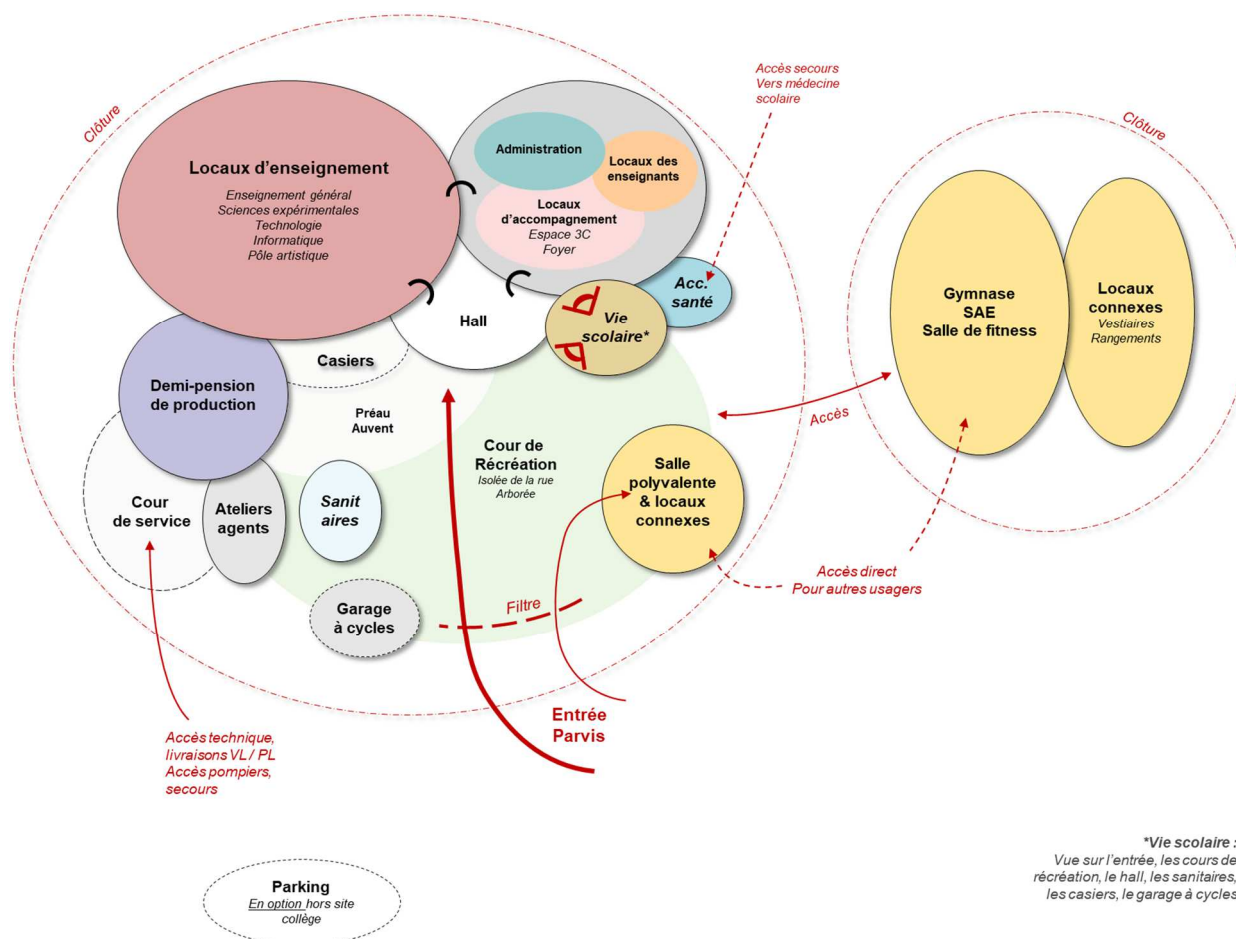 Clôture
Locaux d'enseignement
Enseignement général
Sciences expérimentales
Technologie
Informatique
Pôle artistique
Administration
Locaux des
enseignants
Locaux
d'accompagnement
Espace 3C
Foyer
Accès secours
Vers médecine
scolaire
Acc.
santé
Vie
scolaire*
Hall
Casiers
Préau
Auvent
Demi-pension
de production
Cour
de service
Ateliers
agents
Sanit
aires
Cour de
Récréation
Isolée de la rue
Arborée
Salle
polyvalente
& locaux
connexes
Garage
à cycles
Filtre
Entrée
Parvis
Accès technique,
livraisons VL / PL
Accès pompiers,
secours
Accès
Accès direct
Pour autres usagers
Clôture
Gymnase
SAE
Salle de fitness
Locaux
connexes
Vestiaires
Rangements
Parking
En option hors site
collège
*Vie scolaire :
Vue sur l'entrée, les cours de
récréation, le hall, les sanitaires,
les casiers, le garage à cycles